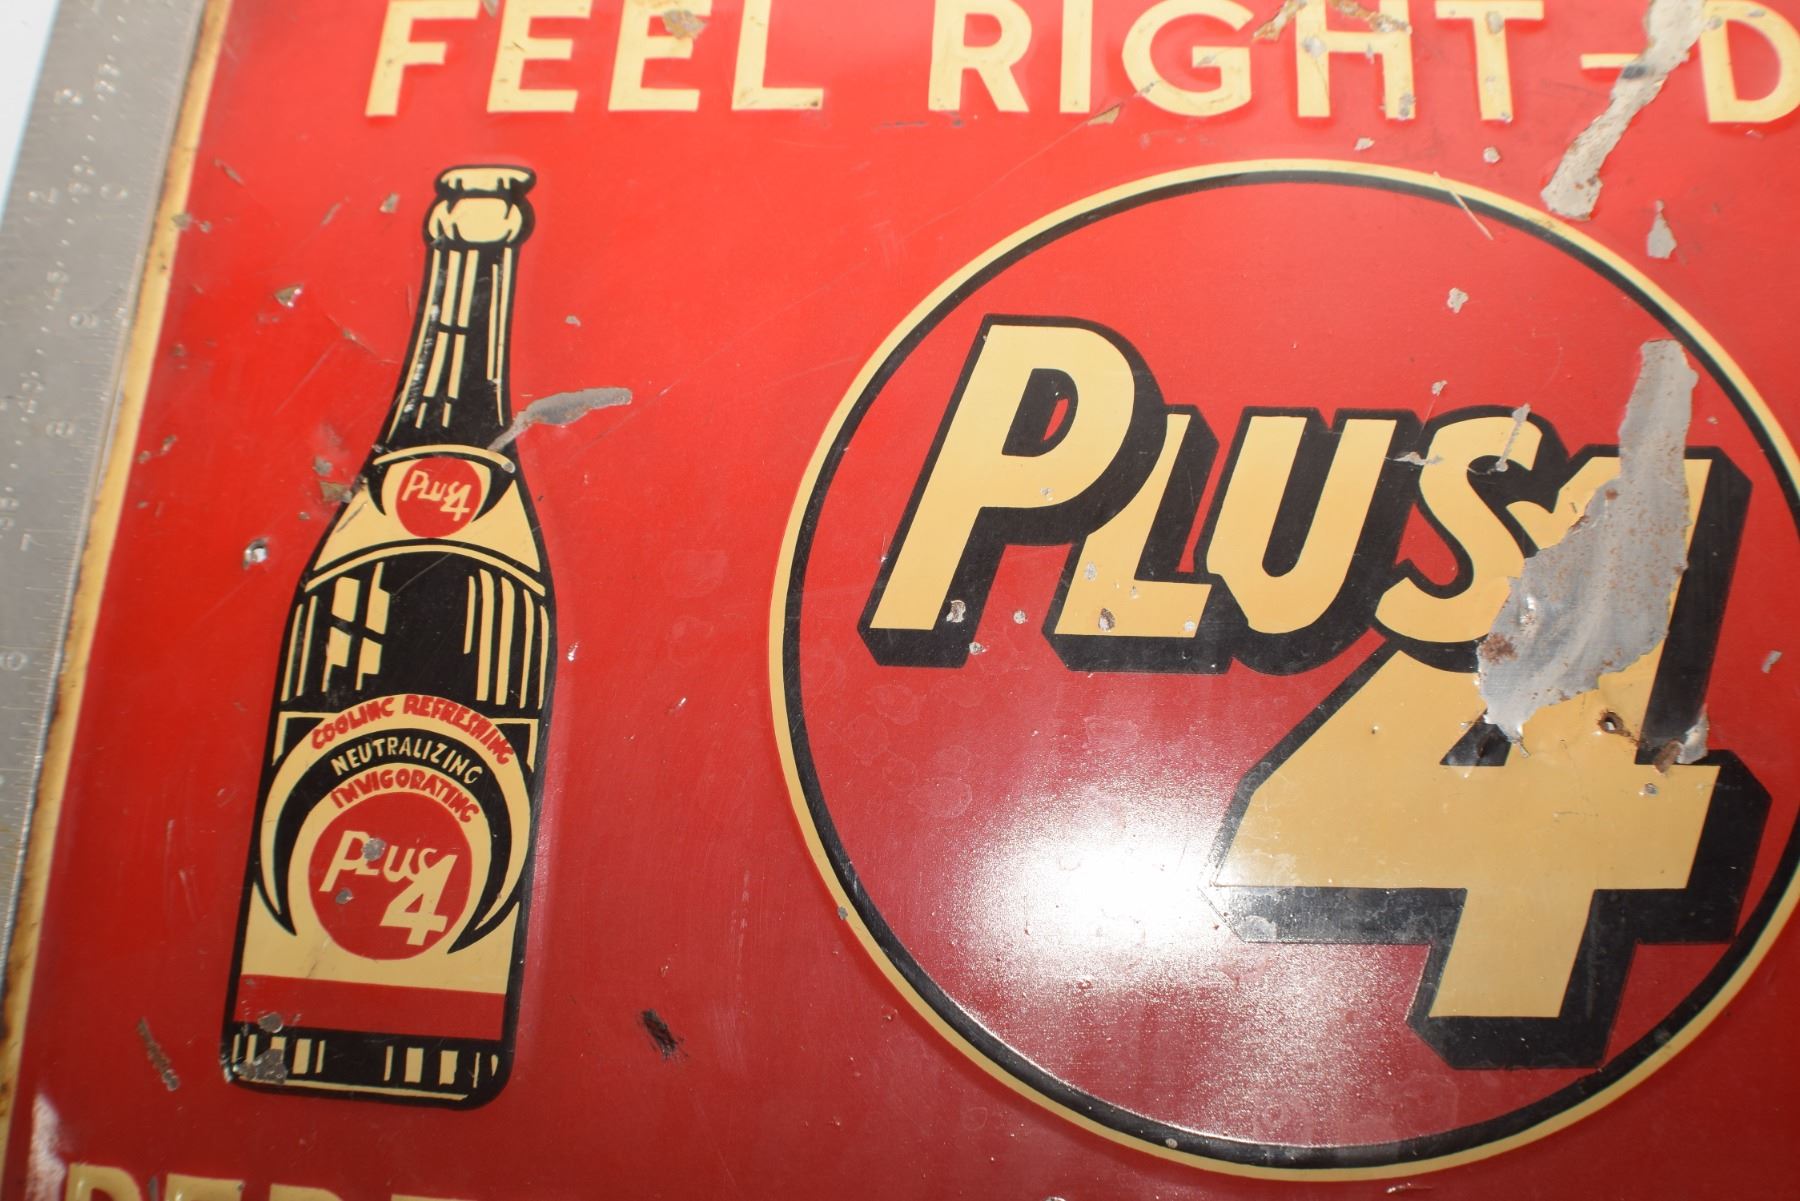 FEEL RIGHT-D
PLUS 4
PLUS 4
COOLING REFRESHING
NEUTRALIZING
INVIGORATING
PLUS 4